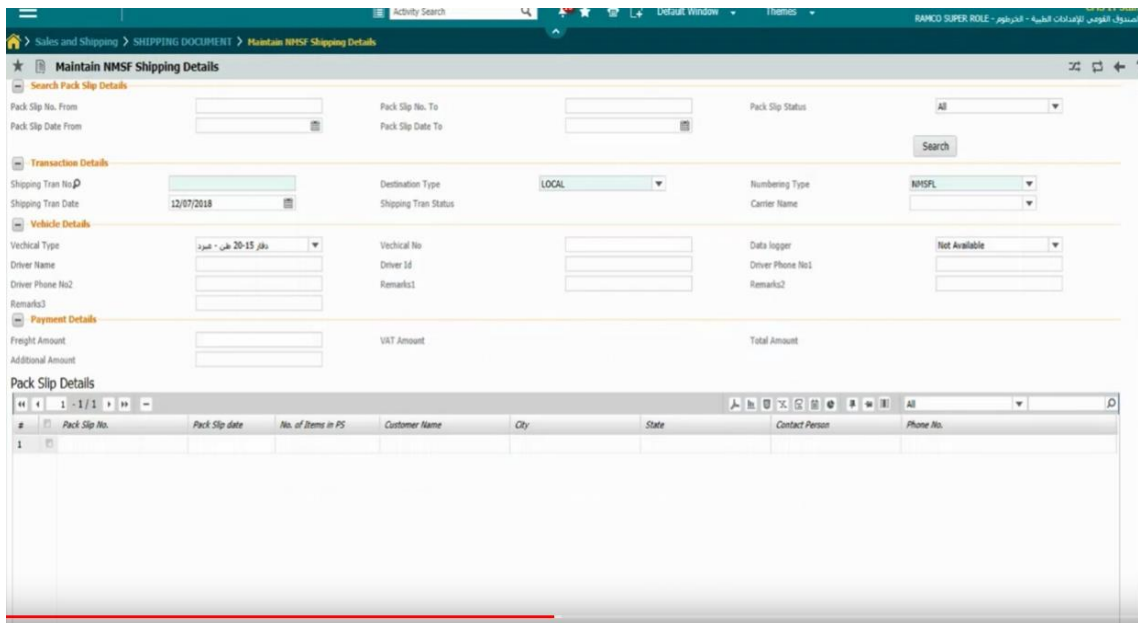 Activity Search Default Window Themes
RAMCO SUPER ROLE - الصندوق القومي للإمدادات الطبية - الخرطوم
Sales and Shipping > SHIPPING DOCUMENT > Maintain NMSF Shipping Details
Maintain NMSF Shipping Details
Search Pack Slip Details
Pack Slip No. From Pack Slip No. To Pack Slip Status All
Pack Slip Date From Pack Slip Date To
Search
Transaction Details
Shipping Tran No. Destination Type LOCAL Numbering Type NMSFL
Shipping Tran Date 12/07/2018 Shipping Tran Status Carrier Name
Vehicle Details
Vechical Type دفار 15-20 طن - مبرد Vechical No Data logger Not Available
Driver Name Driver Id Driver Phone No1
Driver Phone No2 Remarks1 Remarks2
Remarks3
Payment Details
Freight Amount VAT Amount Total Amount
Additional Amount
Pack Slip Details
1 - 1 / 1 All
# Pack Slip No. Pack Slip date No. of Items in PS Customer Name City State Contact Person Phone No.
1